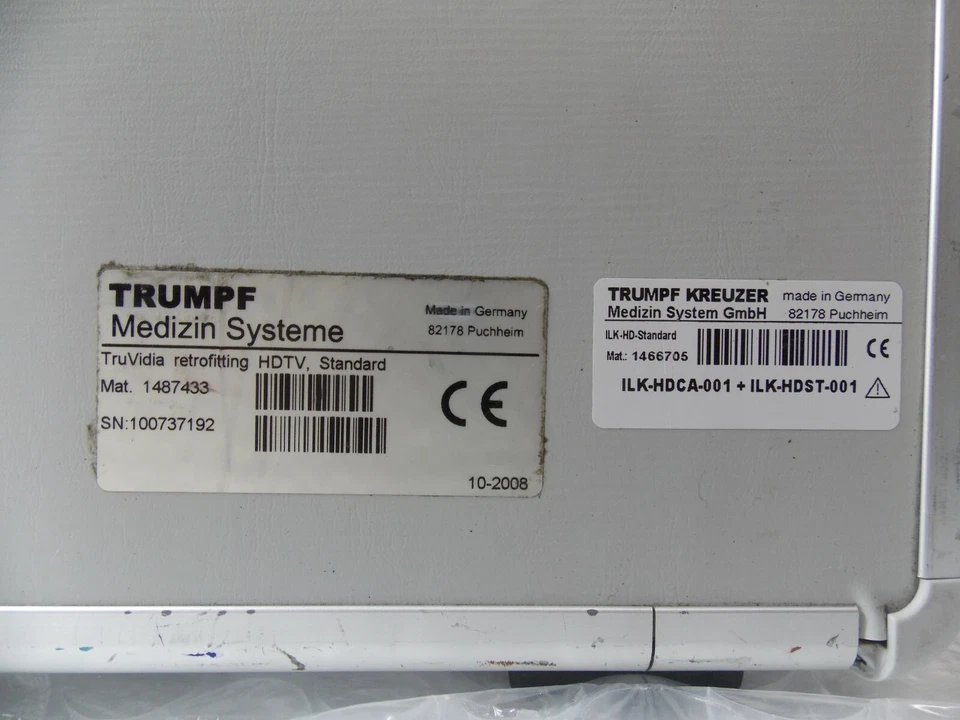 TRUMPF
Medizin Systeme
Made in Germany
82178 Puchheim
TruVidia retrofitting HDTV, Standard
Mat. 1487433
SN:100737192
CE
10-2008
TRUMPF KREUZER
Medizin System GmbH
made in Germany
82178 Puchheim
ILK-HD-Standard
Mat.: 1466705
CE
ILK-HDCA-001 + ILK-HDST-001